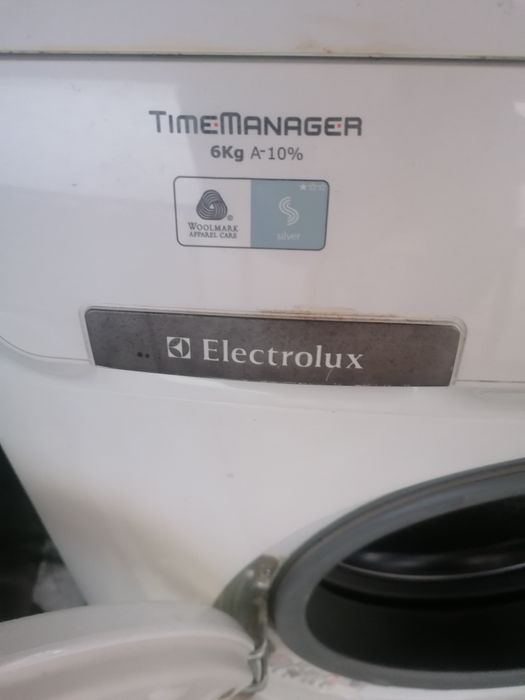 TIMEMANAGER
6Kg A-10%
WOOLMARK
APPAREL CARE
silver
Electrolux